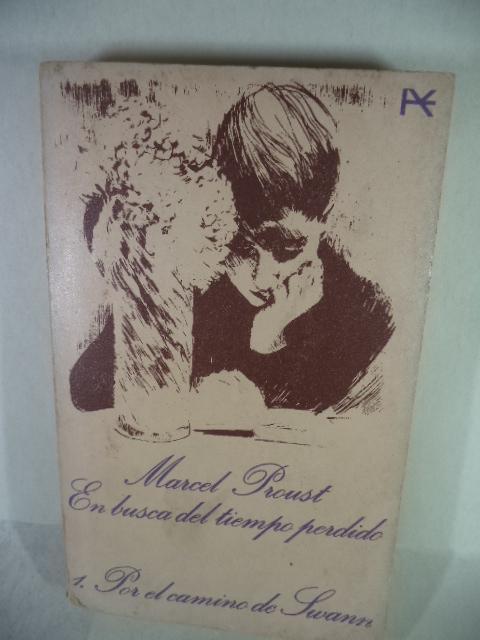 Marcel Proust
En busca del tiempo perdido
1. Por el camino de Swann